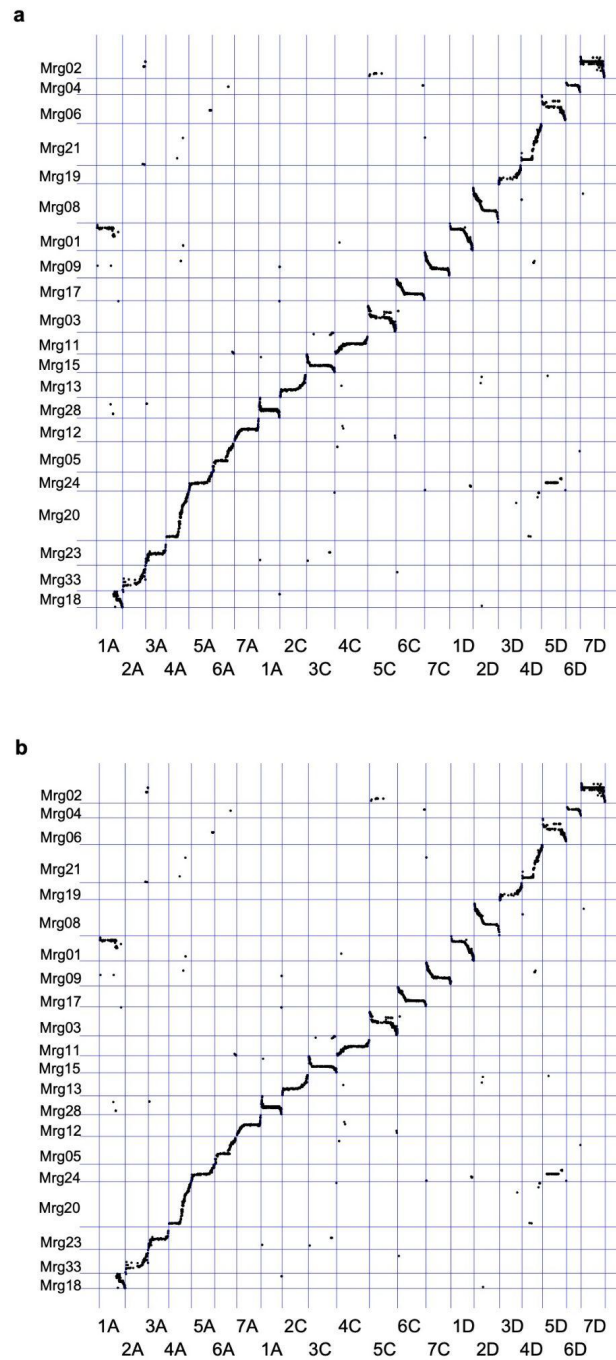 a
Mrg02
Mrg04
Mrg06
Mrg21
Mrg19
Mrg08
Mrg01
Mrg09
Mrg17
Mrg03
Mrg11
Mrg15
Mrg13
Mrg28
Mrg12
Mrg05
Mrg24
Mrg20
Mrg23
Mrg33
Mrg18
1A 3A 5A 7A 2C 4C 6C 1D 3D 5D 7D
2A 4A 6A 1A 3C 5C 7C 2D 4D 6D
b
Mrg02
Mrg04
Mrg06
Mrg21
Mrg19
Mrg08
Mrg01
Mrg09
Mrg17
Mrg03
Mrg11
Mrg15
Mrg13
Mrg28
Mrg12
Mrg05
Mrg24
Mrg20
Mrg23
Mrg33
Mrg18
1A 3A 5A 7A 2C 4C 6C 1D 3D 5D 7D
2A 4A 6A 1A 3C 5C 7C 2D 4D 6D